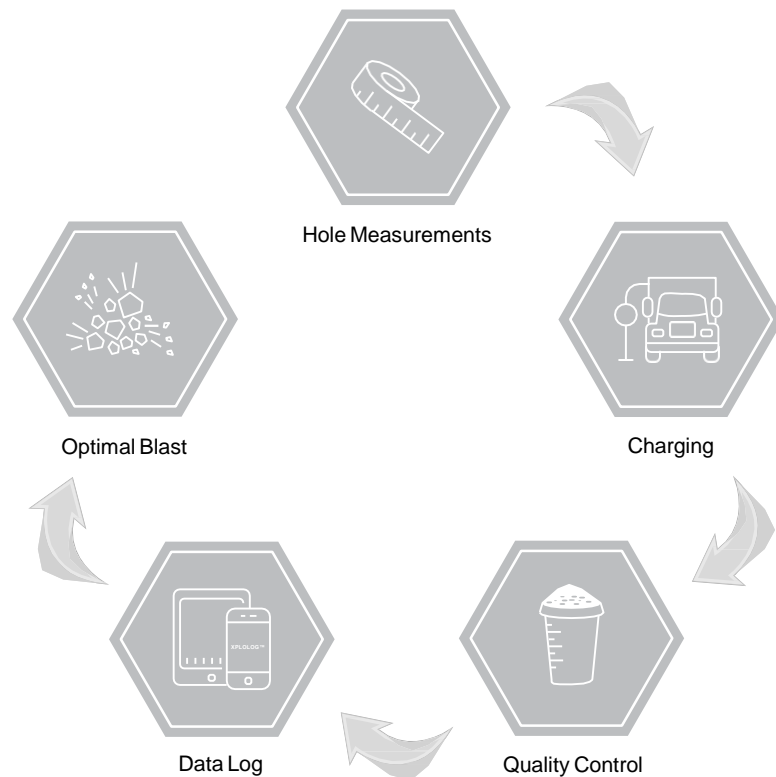 Hole Measurements
Charging
Quality Control
Data Log
XPLOLOG™
Optimal Blast